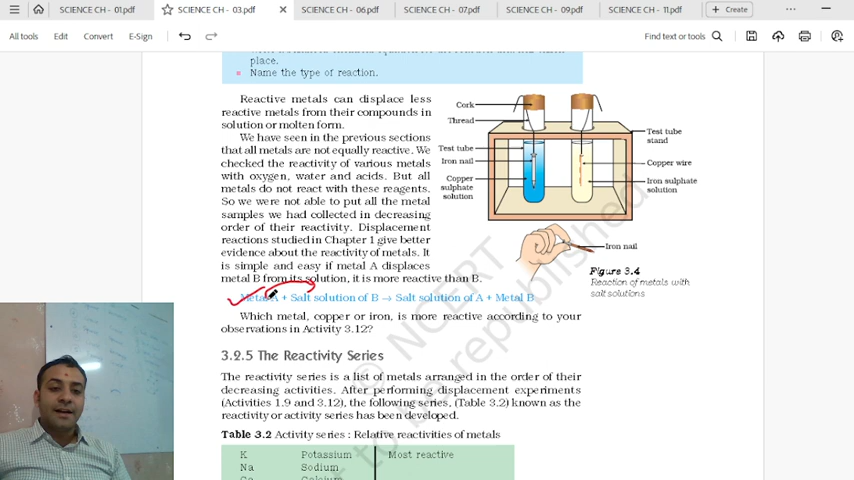 SCIENCE CH - 01.pdf
SCIENCE CH - 03.pdf
SCIENCE CH - 06.pdf
SCIENCE CH - 07.pdf
SCIENCE CH - 09.pdf
SCIENCE CH - 11.pdf
+ Create
All tools
Edit
Convert
E-Sign
Find text or tools
place.
Name the type of reaction.
Reactive metals can displace less
reactive metals from their compounds in
solution or molten form.
We have seen in the previous sections
that all metals are not equally reactive. We
checked the reactivity of various metals
with oxygen, water and acids. But all
metals do not react with these reagents.
So we were not able to put all the metal
samples we had collected in decreasing
order of their reactivity. Displacement
reactions studied in Chapter 1 give better
evidence about the reactivity of metals. It
is simple and easy if metal A displaces
metal B from its solution, it is more reactive than B.
Metal A + Salt solution of B → Salt solution of A + Metal B
Which metal, copper or iron, is more reactive according to your
observations in Activity 3.12?
Cork
Thread
Test tube
Iron nail
Copper
sulphate
solution
Test tube
stand
Copper wire
Iron sulphate
solution
Iron nail
Figure 3.4
Reaction of metals with
salt solutions
3.2.5 The Reactivity Series
The reactivity series is a list of metals arranged in the order of their
decreasing activities. After performing displacement experiments
(Activities 1.9 and 3.12), the following series, (Table 3.2) known as the
reactivity or activity series has been developed.
Table 3.2 Activity series : Relative reactivities of metals
K Potassium Most reactive
Na Sodium
Ca Calcium
© NCERT
not to be republished